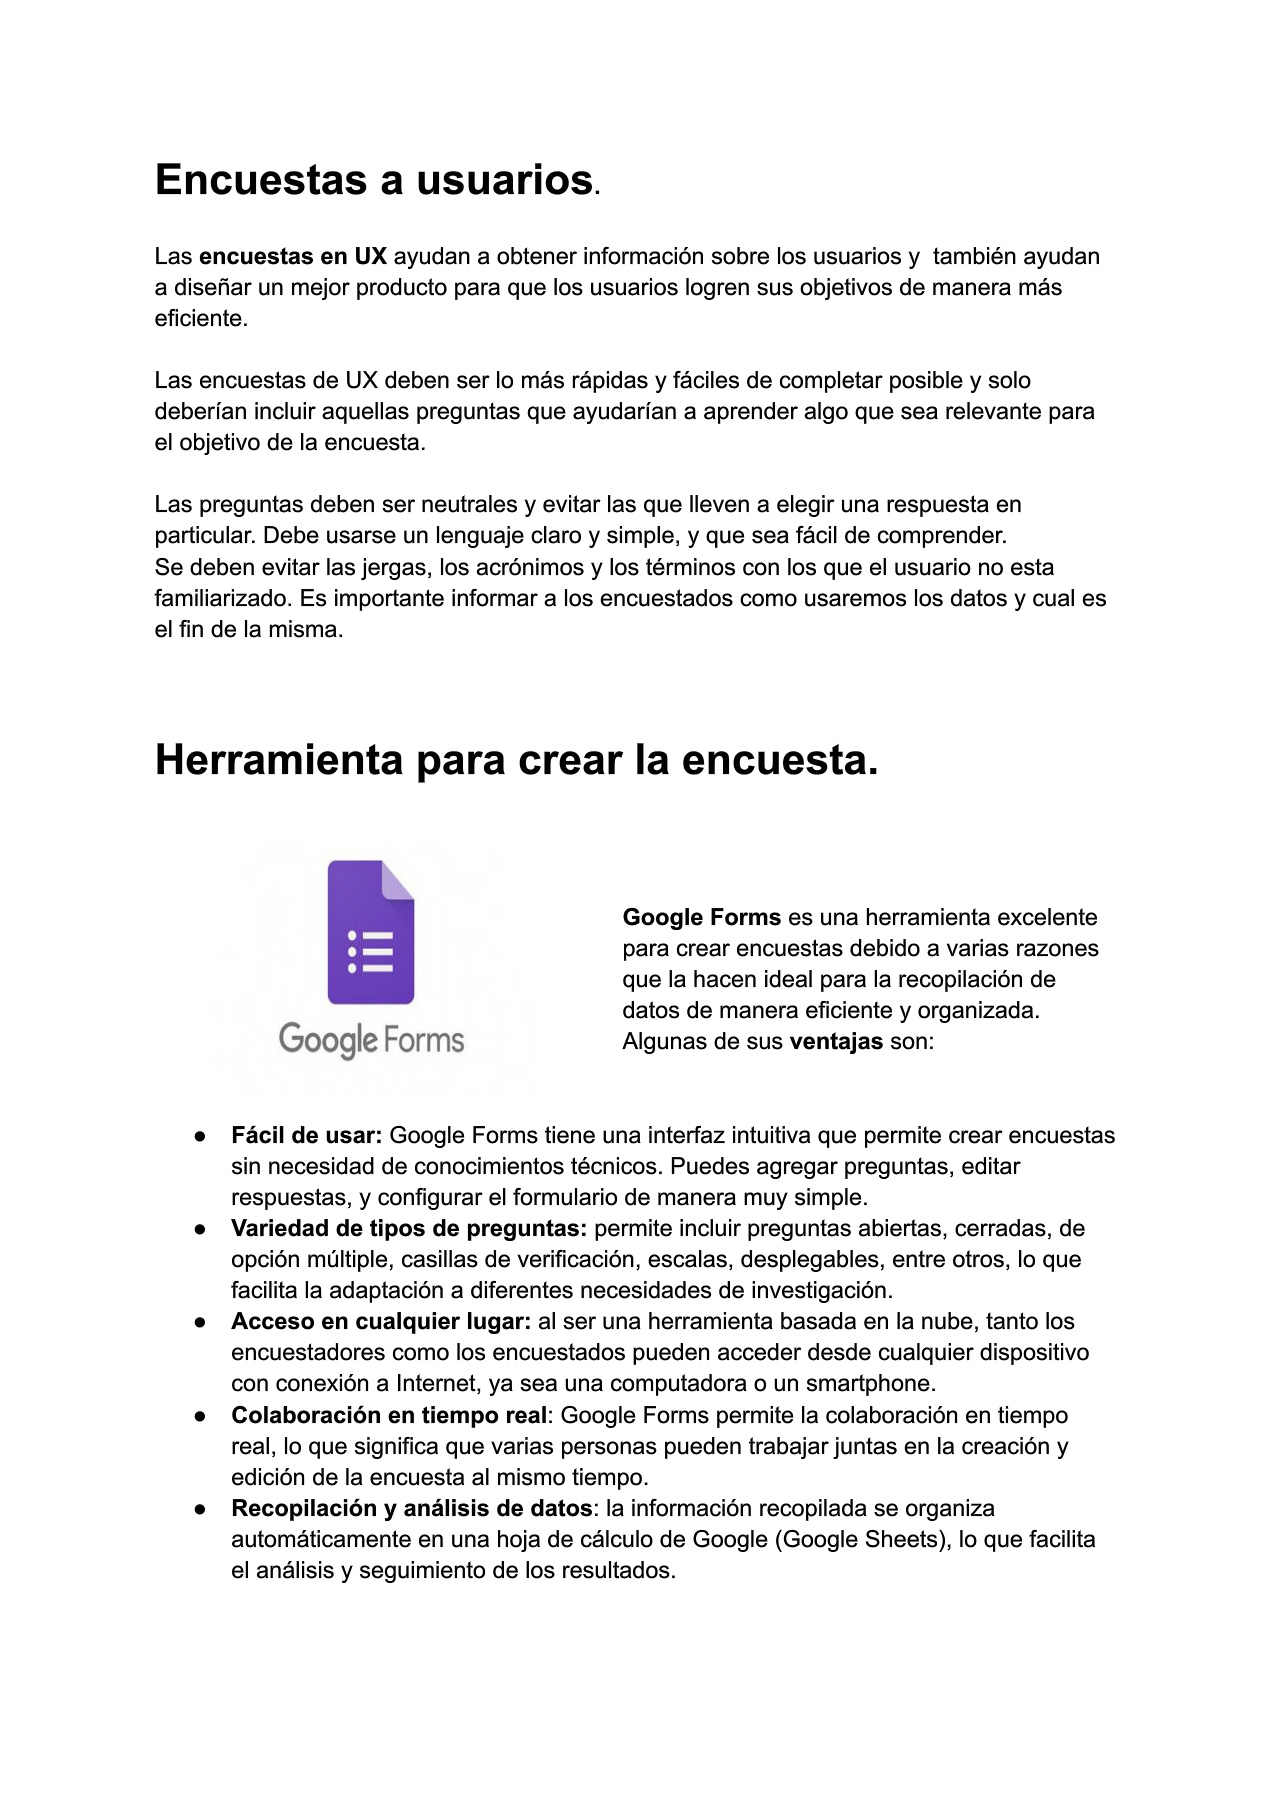 Encuestas a usuarios.
Las encuestas en UX ayudan a obtener información sobre los usuarios y  también ayudan
a diseñar un mejor producto para que los usuarios logren sus objetivos de manera más
eficiente.
Las encuestas de UX deben ser lo más rápidas y fáciles de completar posible y solo
deberían incluir aquellas preguntas que ayudarían a aprender algo que sea relevante para
el objetivo de la encuesta.
Las preguntas deben ser neutrales y evitar las que lleven a elegir una respuesta en
particular. Debe usarse un lenguaje claro y simple, y que sea fácil de comprender.
Se deben evitar las jergas, los acrónimos y los términos con los que el usuario no esta
familiarizado. Es importante informar a los encuestados como usaremos los datos y cual es
el fin de la misma.
Herramienta para crear la encuesta.
Google Forms
Google Forms es una herramienta excelente
para crear encuestas debido a varias razones
que la hacen ideal para la recopilación de
datos de manera eficiente y organizada.
Algunas de sus ventajas son:
● Fácil de usar: Google Forms tiene una interfaz intuitiva que permite crear encuestas
sin necesidad de conocimientos técnicos. Puedes agregar preguntas, editar
respuestas, y configurar el formulario de manera muy simple.
● Variedad de tipos de preguntas: permite incluir preguntas abiertas, cerradas, de
opción múltiple, casillas de verificación, escalas, desplegables, entre otros, lo que
facilita la adaptación a diferentes necesidades de investigación.
● Acceso en cualquier lugar: al ser una herramienta basada en la nube, tanto los
encuestadores como los encuestados pueden acceder desde cualquier dispositivo
con conexión a Internet, ya sea una computadora o un smartphone.
● Colaboración en tiempo real: Google Forms permite la colaboración en tiempo
real, lo que significa que varias personas pueden trabajar juntas en la creación y
edición de la encuesta al mismo tiempo.
● Recopilación y análisis de datos: la información recopilada se organiza
automáticamente en una hoja de cálculo de Google (Google Sheets), lo que facilita
el análisis y seguimiento de los resultados.